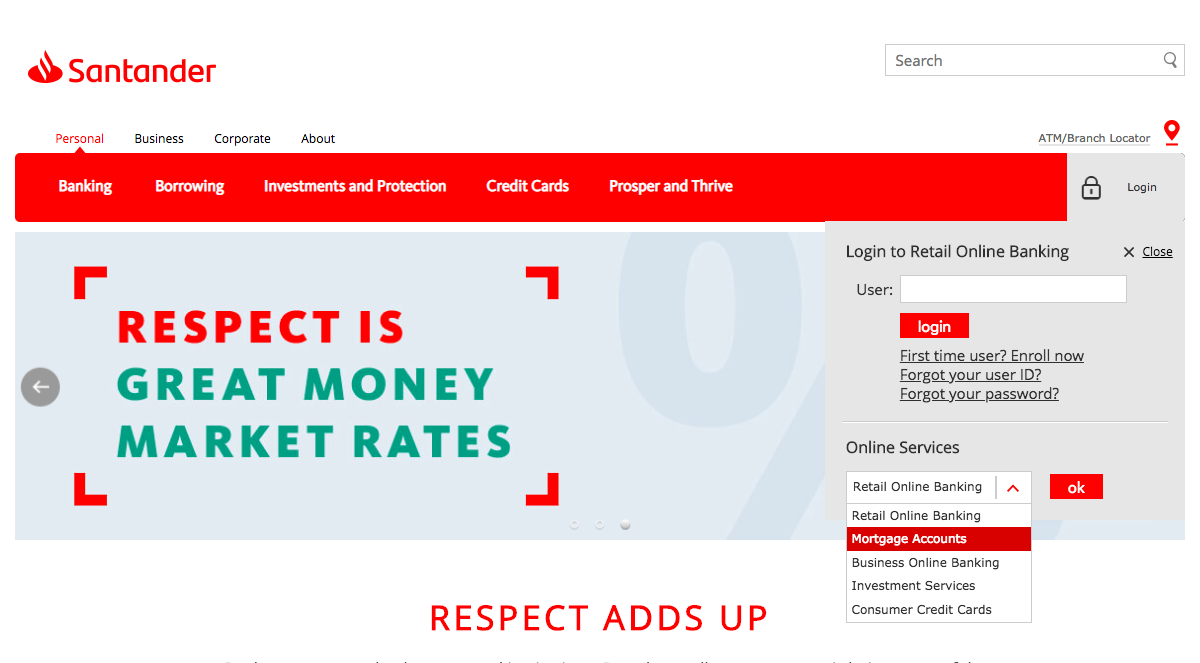 Santander
Search
Personal Business Corporate About
ATM/Branch Locator
Banking Borrowing Investments and Protection Credit Cards Prosper and Thrive
Login
Login to Retail Online Banking
Close
User:
login
First time user? Enroll now
Forgot your user ID?
Forgot your password?
RESPECT IS
GREAT MONEY
MARKET RATES
9
Online Services
Retail Online Banking
ok
Retail Online Banking
Mortgage Accounts
Business Online Banking
Investment Services
Consumer Credit Cards
RESPECT ADDS UP